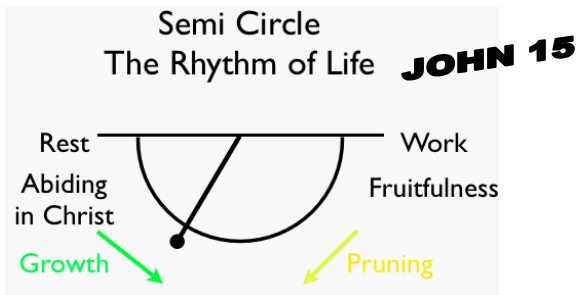 Semi Circle
The Rhythm of Life
JOHN 15
Rest
Work
Abiding
in Christ
Fruitfulness
Growth
Pruning